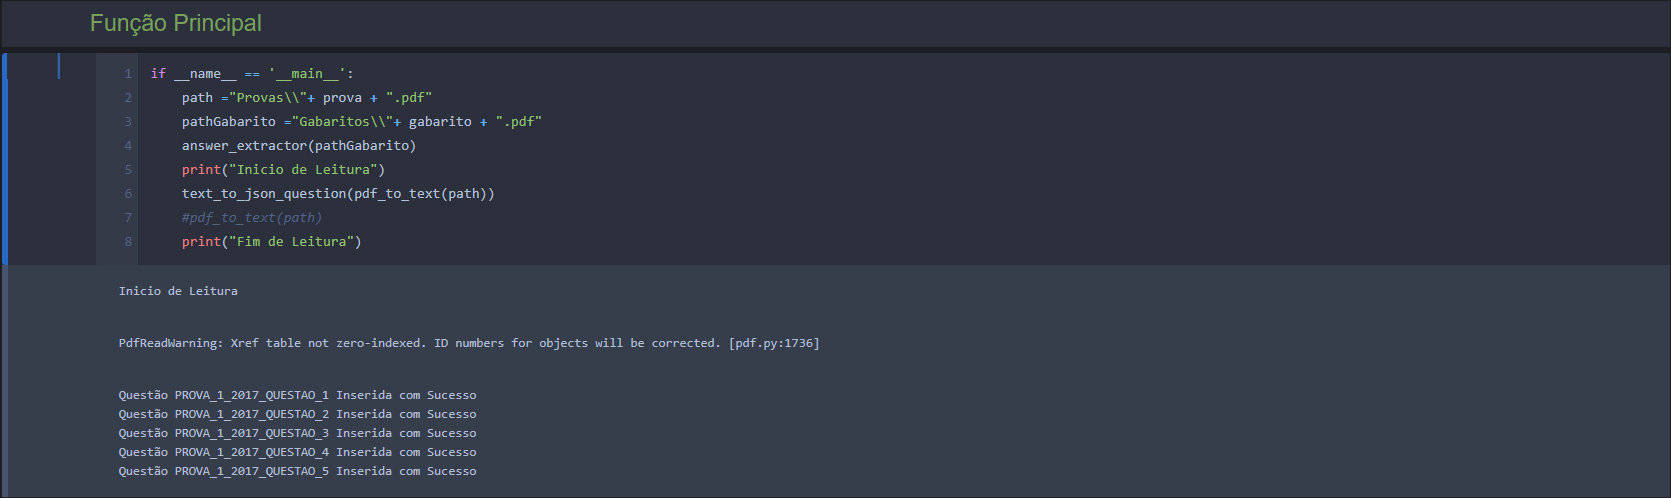 Função Principal
1 if __name__ == '__main__':
2 path ="Provas\\"+ prova + ".pdf"
3 pathGabarito ="Gabaritos\\"+ gabarito + ".pdf"
4 answer_extractor(pathGabarito)
5 print("Inicio de Leitura")
6 text_to_json_question(pdf_to_text(path))
7 #pdf_to_text(path)
8 print("Fim de Leitura")
Inicio de Leitura
PdfReadWarning: Xref table not zero-indexed. ID numbers for objects will be corrected. [pdf.py:1736]
Questão PROVA_1_2017_QUESTAO_1 Inserida com Sucesso
Questão PROVA_1_2017_QUESTAO_2 Inserida com Sucesso
Questão PROVA_1_2017_QUESTAO_3 Inserida com Sucesso
Questão PROVA_1_2017_QUESTAO_4 Inserida com Sucesso
Questão PROVA_1_2017_QUESTAO_5 Inserida com Sucesso